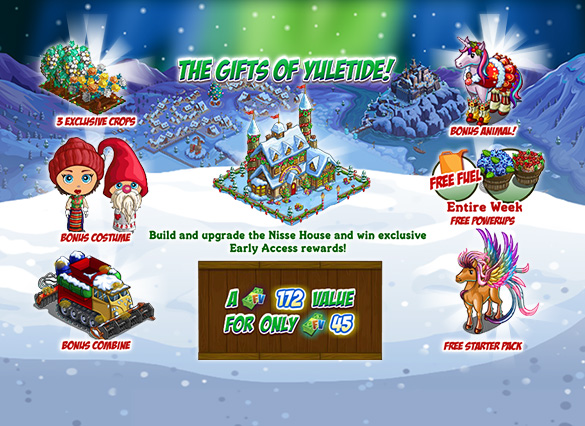 THE GIFTS OF YULETIDE!
3 EXCLUSIVE CROPS
BONUS ANIMAL!
FREE FUEL
Entire Week
FREE POWERUPS
BONUS COSTUME
Build and upgrade the Nisse House and win exclusive
Early Access rewards!
A FV 172 VALUE
FOR ONLY FV 45
BONUS COMBINE
FREE STARTER PACK